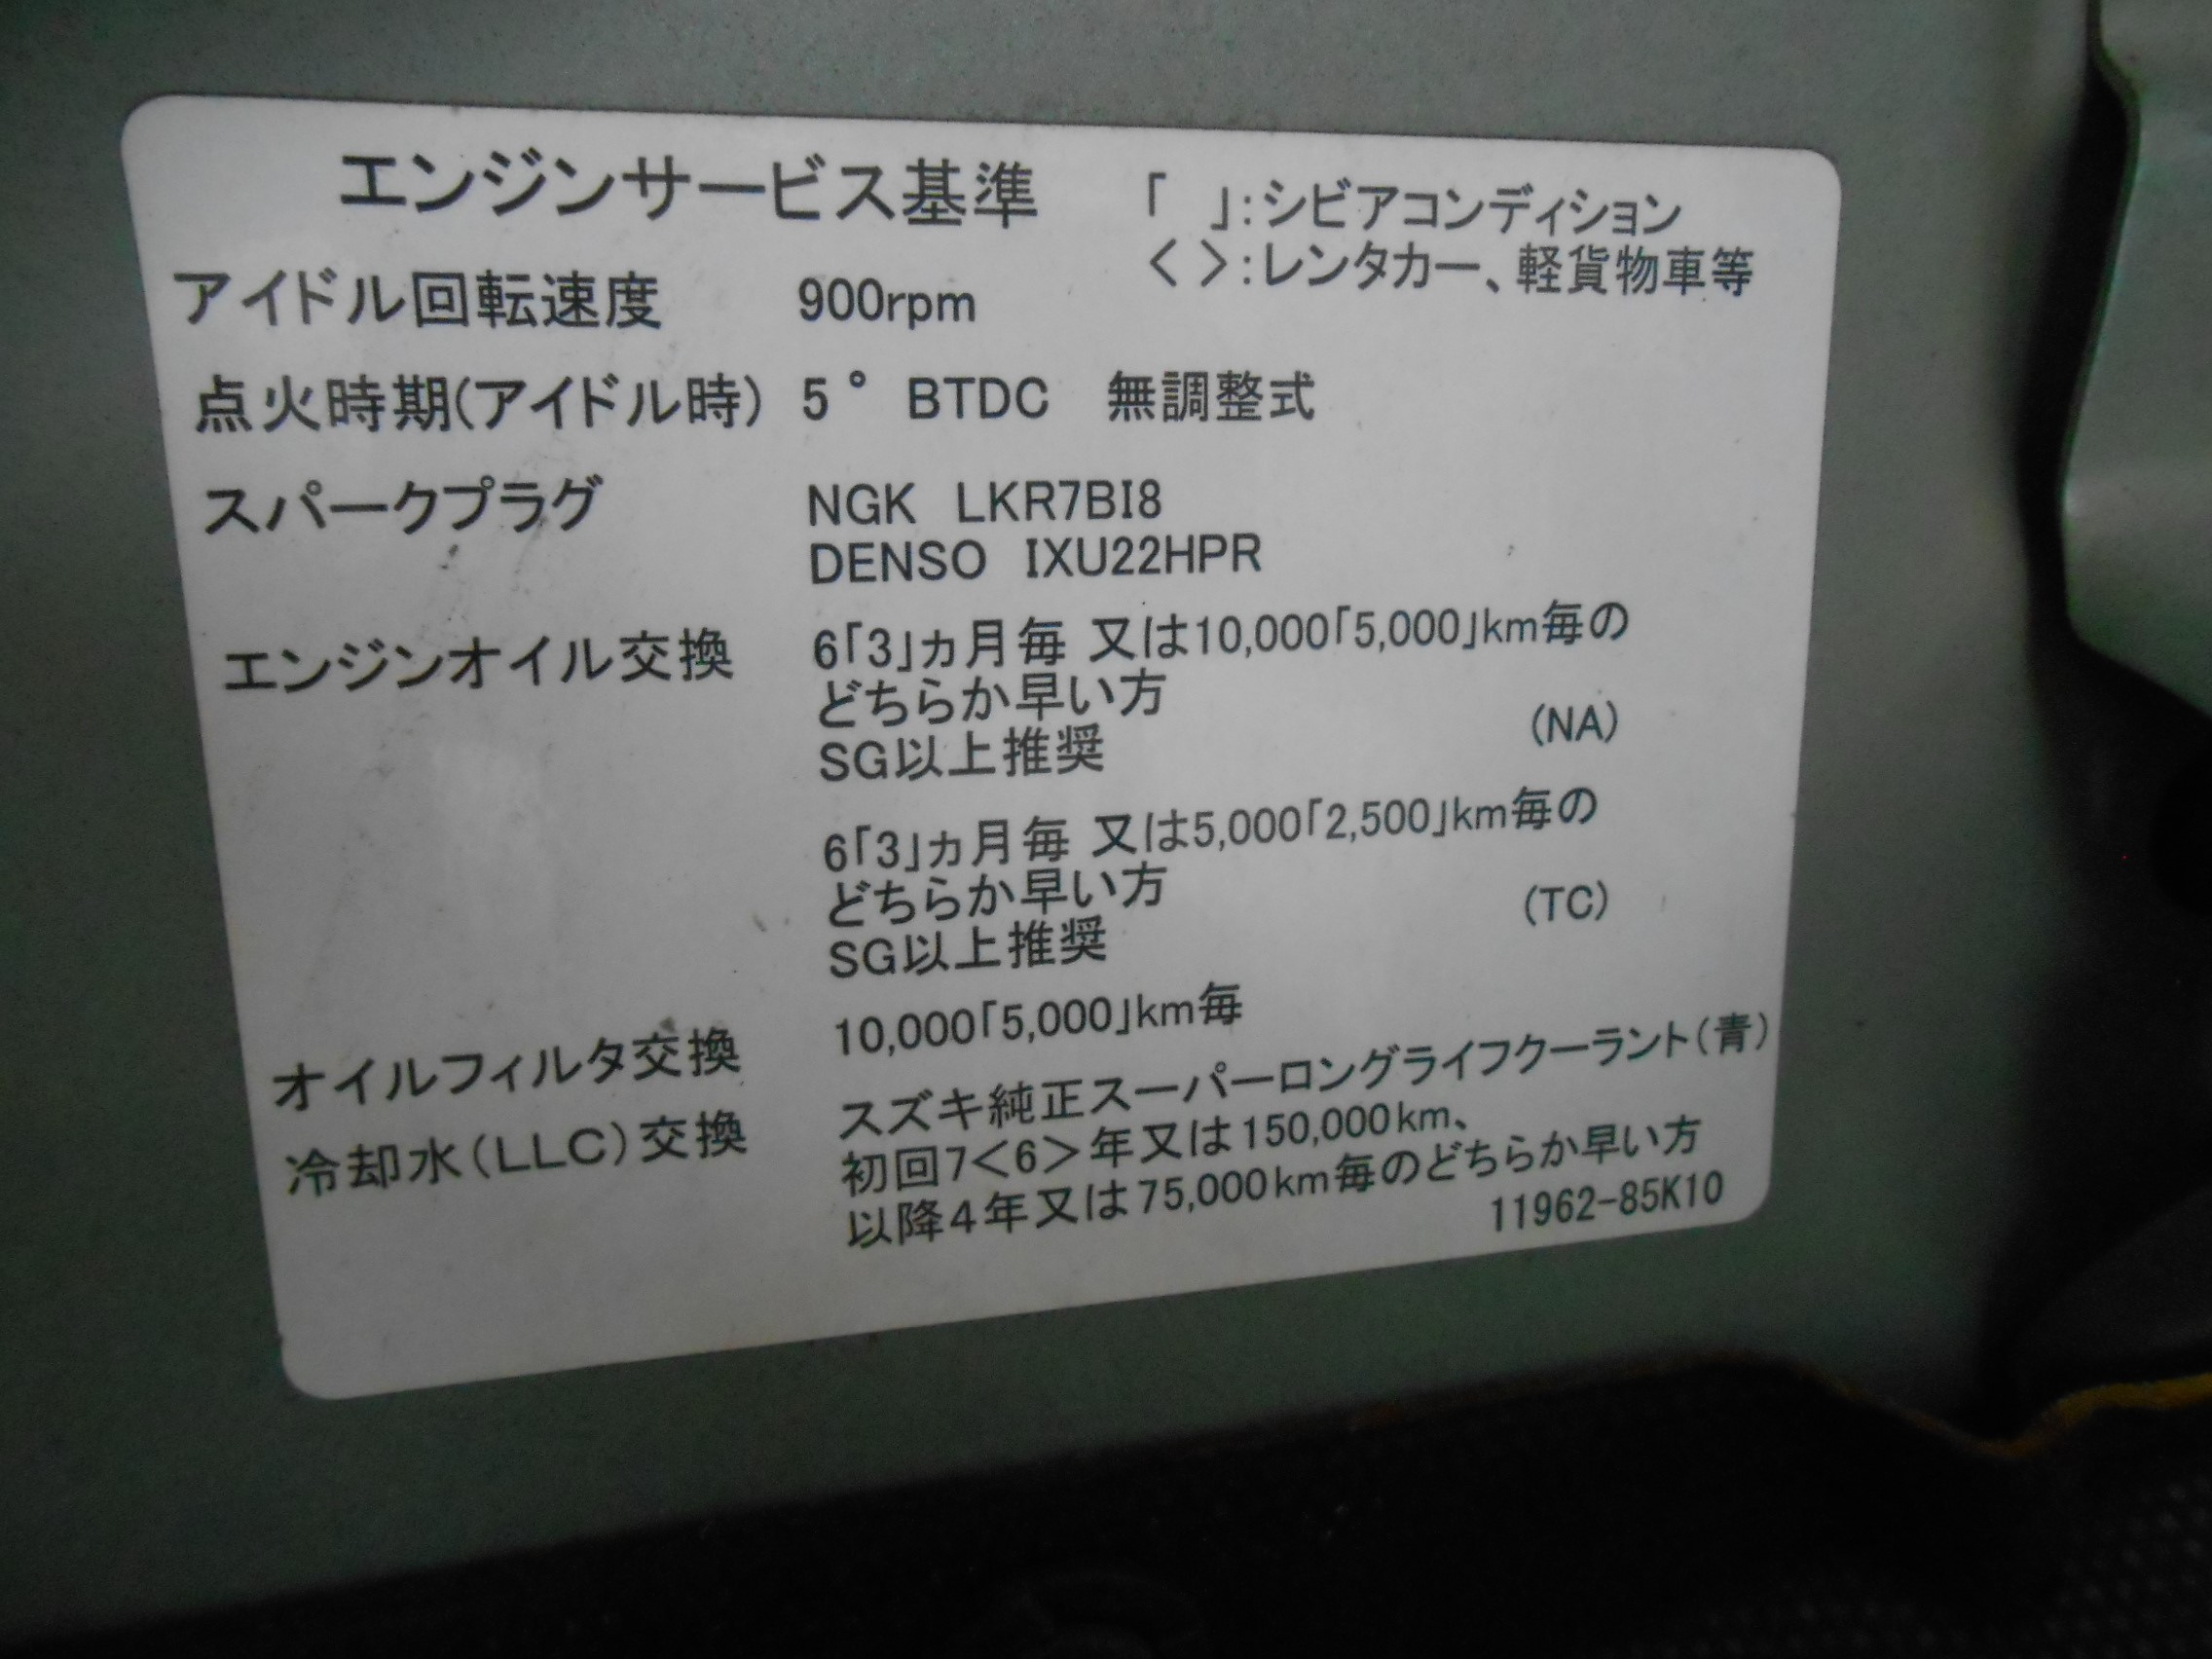 エンジンサービス基準
「　」:シビアコンディション
< >:レンタカー、軽貨物車等
アイドル回転速度 900rpm
点火時期(アイドル時) 5° BTDC 無調整式
スパークプラグ NGK LKR7BI8
DENSO IXU22HPR
エンジンオイル交換 6「3」ヵ月毎 又は10,000「5,000」km毎の
どちらか早い方
SG以上推奨 (NA)
6「3」ヵ月毎 又は5,000「2,500」km毎の
どちらか早い方
SG以上推奨 (TC)
オイルフィルタ交換 10,000「5,000」km毎
冷却水(LLC)交換 スズキ純正スーパーロングライフクーラント(青)
初回7<6>年又は150,000km、
以降4年又は75,000km毎のどちらか早い方
11962-85K10